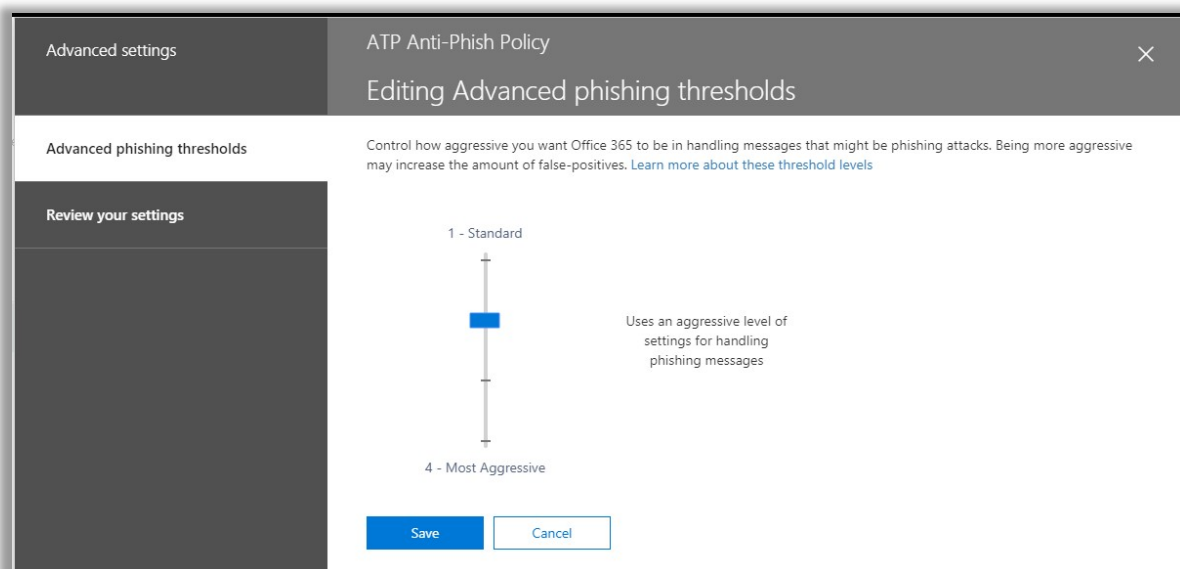 Advanced settings
ATP Anti-Phish Policy
Editing Advanced phishing thresholds
Advanced phishing thresholds
Review your settings
Control how aggressive you want Office 365 to be in handling messages that might be phishing attacks. Being more aggressive
may increase the amount of false-positives. Learn more about these threshold levels
1 - Standard
Uses an aggressive level of
settings for handling
phishing messages
4 - Most Aggressive
Save
Cancel